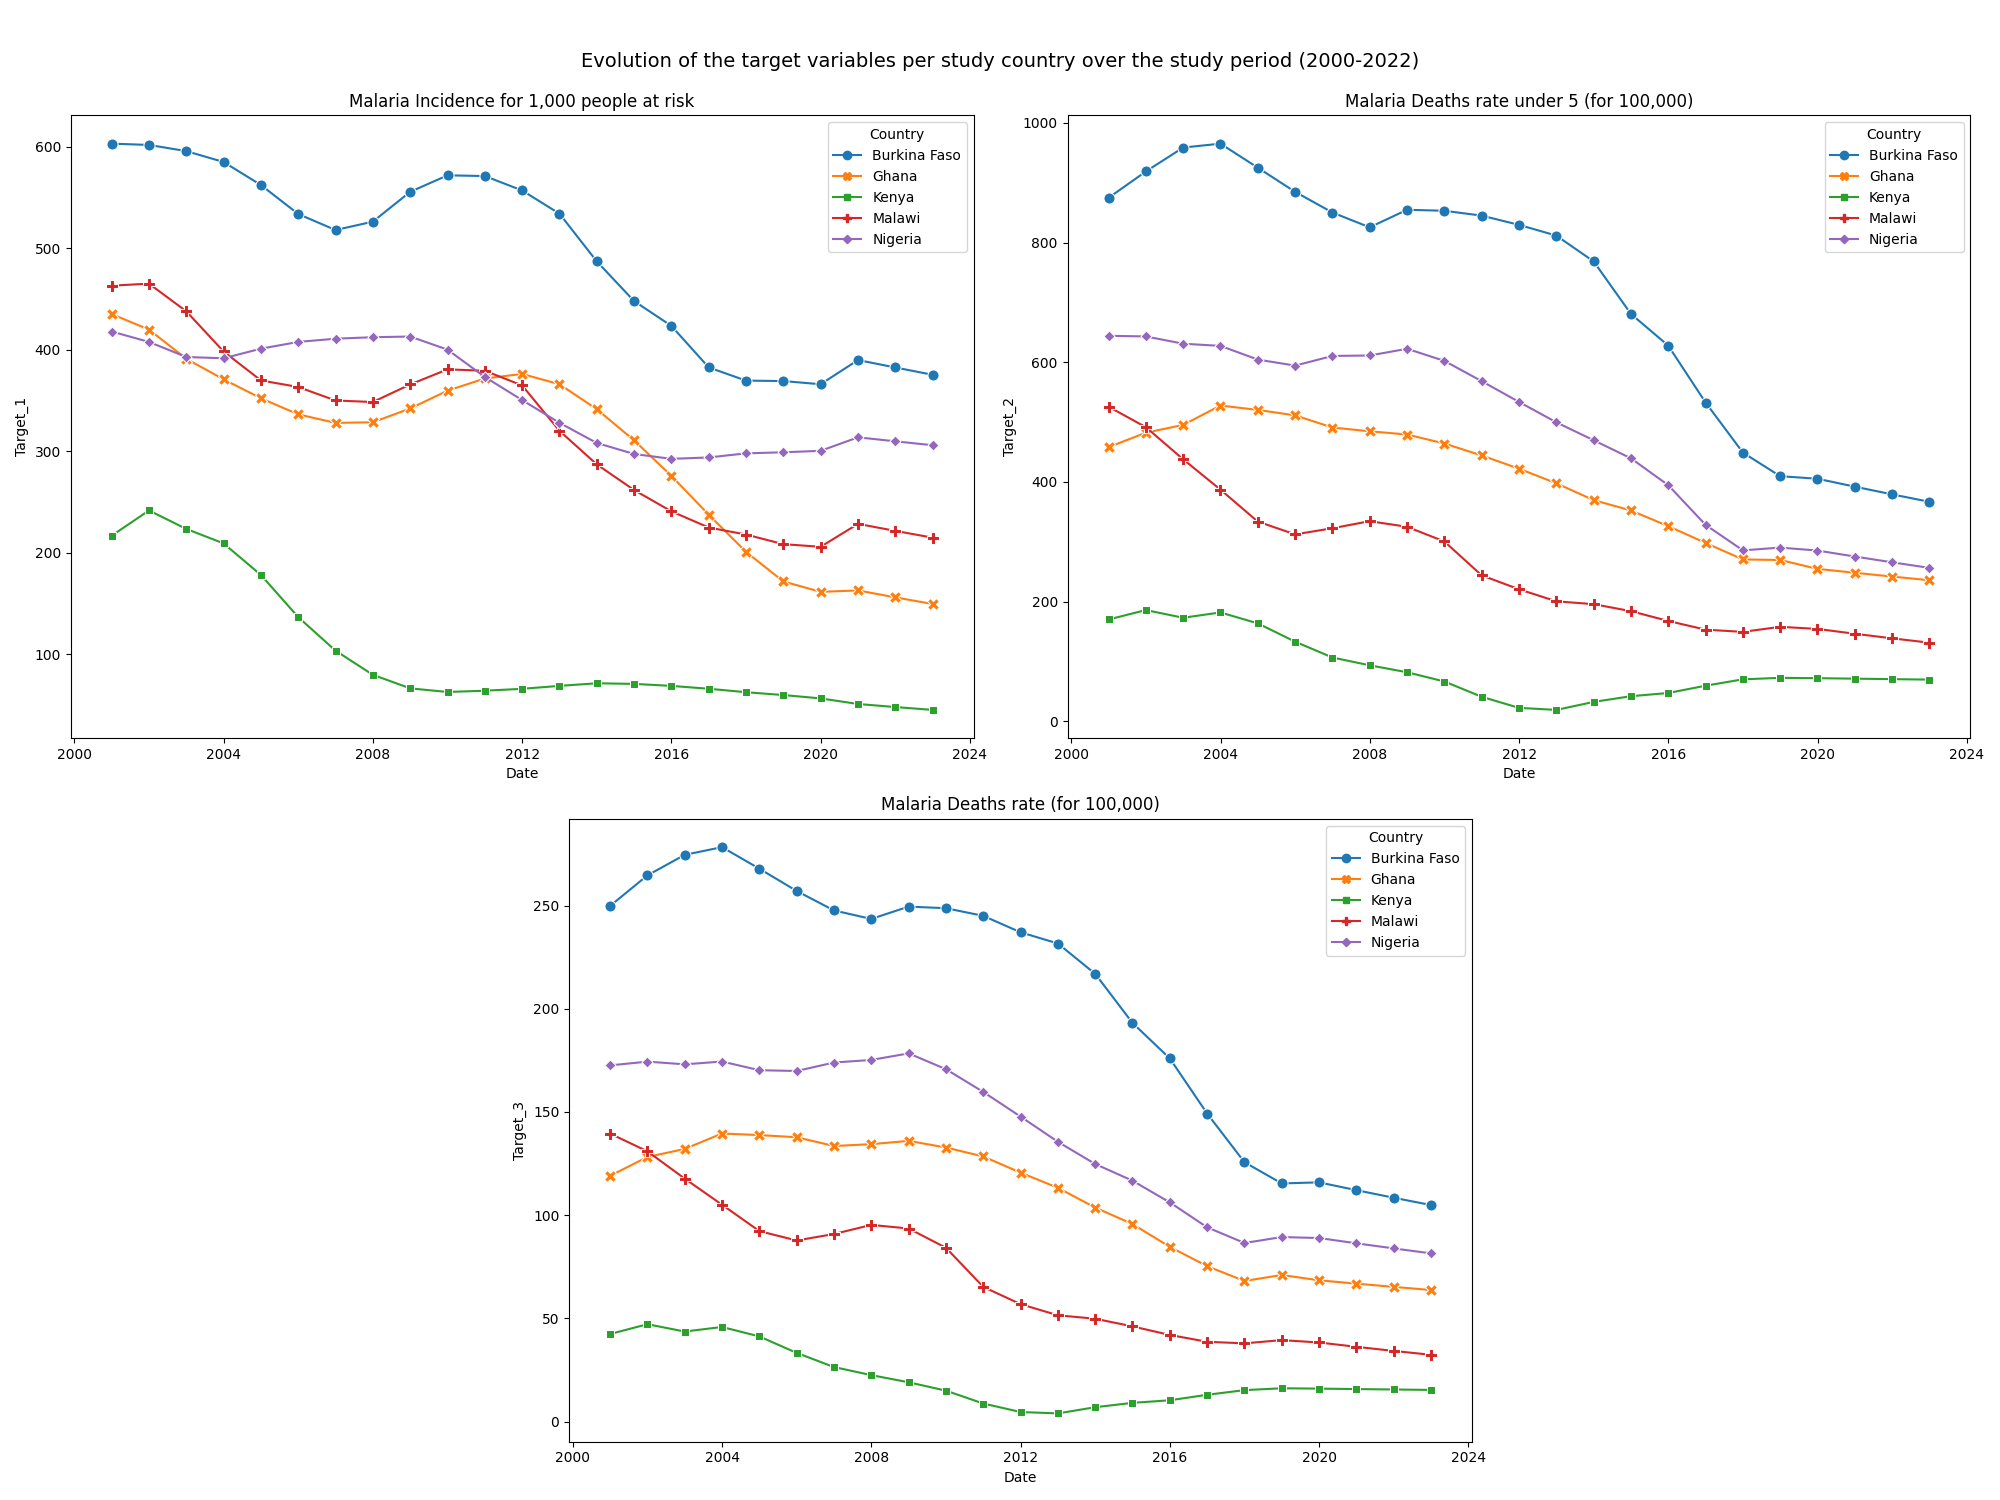 Evolution of the target variables per study country over the study period (2000-2022)
Malaria Incidence for 1,000 people at risk
Target_1
600
500
400
300
200
100
2000 2004 2008 2012 2016 2020 2024
Date
Country
Burkina Faso
Ghana
Kenya
Malawi
Nigeria
Malaria Deaths rate under 5 (for 100,000)
Target_2
1000
800
600
400
200
0
2000 2004 2008 2012 2016 2020 2024
Date
Country
Burkina Faso
Ghana
Kenya
Malawi
Nigeria
Malaria Deaths rate (for 100,000)
Target_3
250
200
150
100
50
0
2000 2004 2008 2012 2016 2020 2024
Date
Country
Burkina Faso
Ghana
Kenya
Malawi
Nigeria